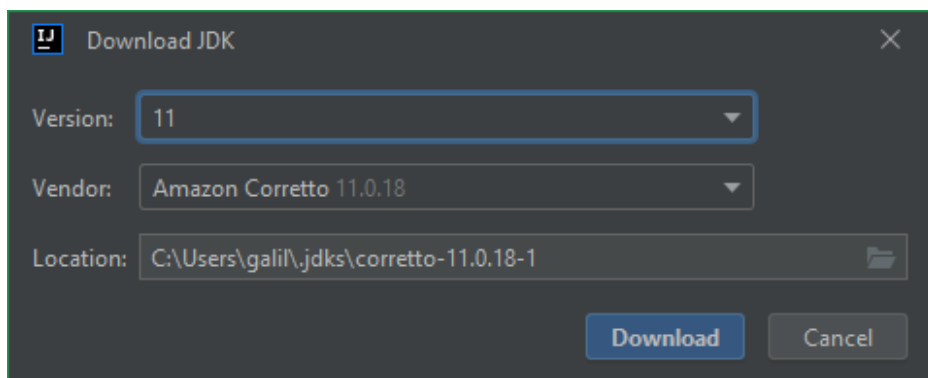 IJ
Download JDK
Version: 11
Vendor: Amazon Corretto 11.0.18
Location: C:\Users\galil\.jdks\corretto-11.0.18-1
Download Cancel